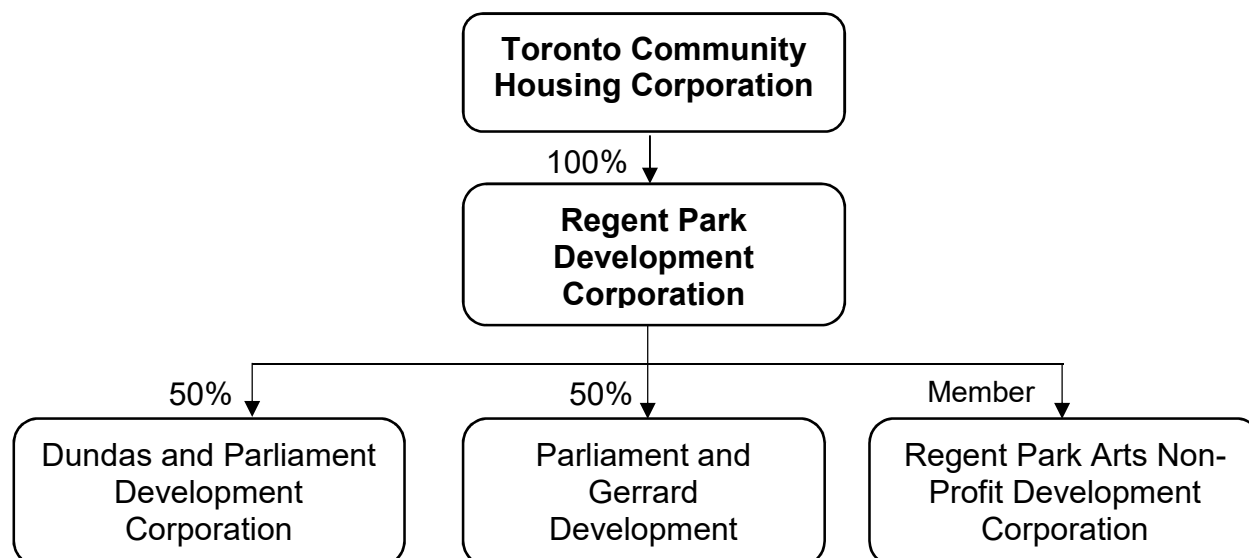 Toronto Community
Housing Corporation
100%
Regent Park
Development
Corporation
50%
50%
Member
Dundas and Parliament
Development
Corporation
Parliament and
Gerrard
Development
Regent Park Arts Non-
Profit Development
Corporation